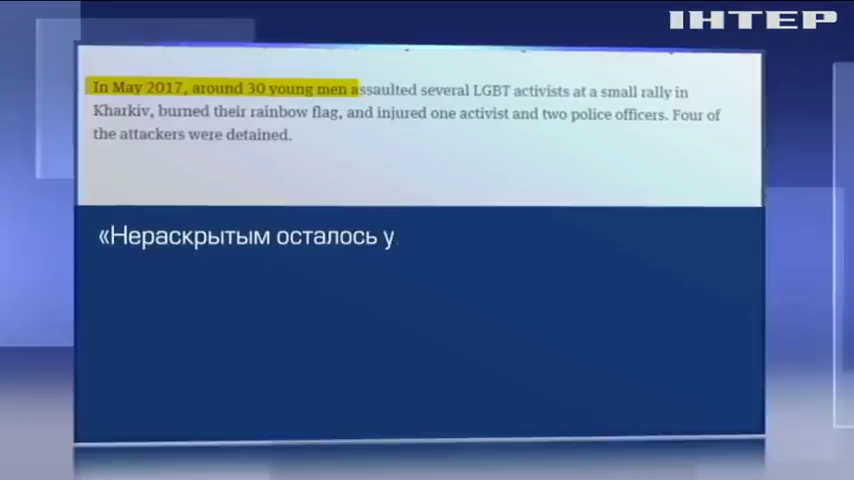 ІНТЕР
In May 2017, around 30 young men assaulted several LGBT activists at a small rally in
Kharkiv, burned their rainbow flag, and injured one activist and two police officers. Four of
the attackers were detained.
«Нераскрытым осталось у